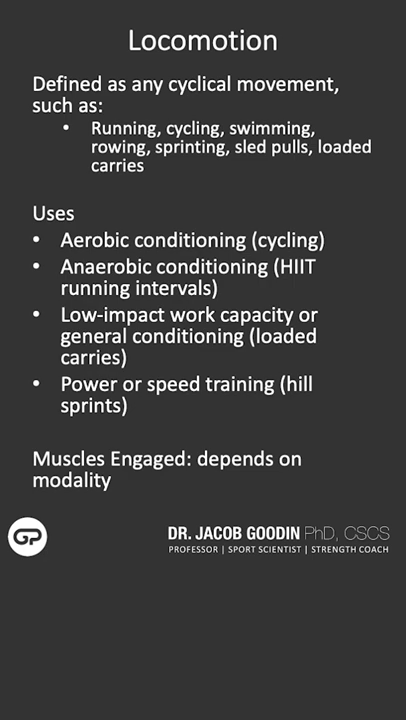 Locomotion
Defined as any cyclical movement,
such as:
• Running, cycling, swimming,
rowing, sprinting, sled pulls, loaded
carries
Uses
• Aerobic conditioning (cycling)
• Anaerobic conditioning (HIIT
running intervals)
• Low-impact work capacity or
general conditioning (loaded
carries)
• Power or speed training (hill
sprints)
Muscles Engaged: depends on
modality
GP
DR. JACOB GOODIN PhD, CSCS
PROFESSOR | SPORT SCIENTIST | STRENGTH COACH